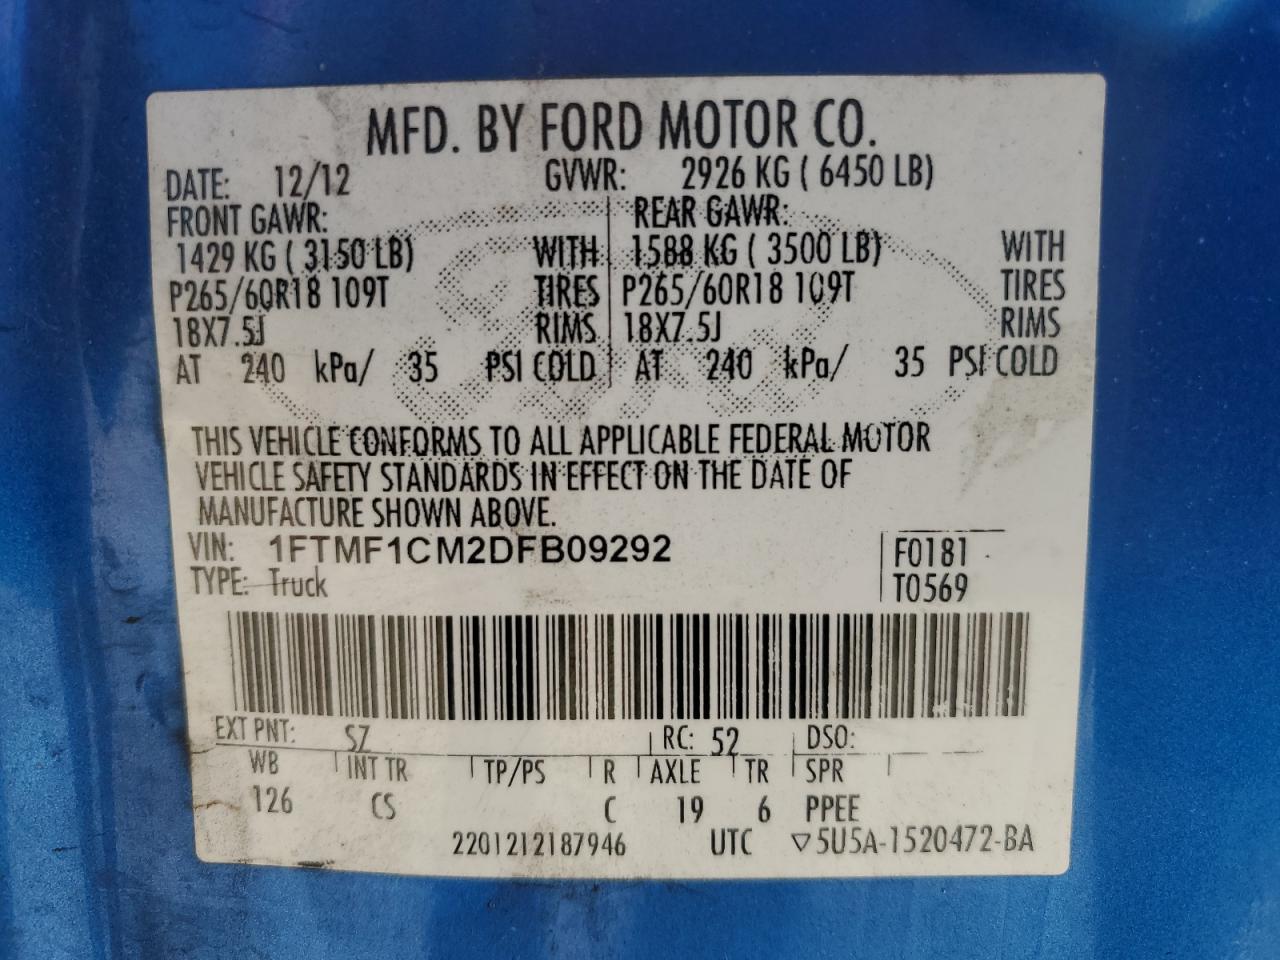 MFD. BY FORD MOTOR CO.
DATE: 12/12 GVWR: 2926 KG ( 6450 LB)
FRONT GAWR: REAR GAWR:
1429 KG ( 3150 LB) WITH 1588 KG ( 3500 LB) WITH
P265/60R18 109T TIRES P265/60R18 109T TIRES
18X7.5J RIMS 18X7.5J RIMS
AT 240 kPa/ 35 PSI COLD AT 240 kPa/ 35 PSI COLD
THIS VEHICLE CONFORMS TO ALL APPLICABLE FEDERAL MOTOR
VEHICLE SAFETY STANDARDS IN EFFECT ON THE DATE OF
MANUFACTURE SHOWN ABOVE.
VIN: 1FTMF1CM2DFB09292 F0181
TYPE: Truck T0569
EXT PNT: SZ RC: 52 DSO:
WB INT TR TP/PS R AXLE TR SPR
126 CS C 19 6 PPEE
2201212187946 UTC ▽5U5A-1520472-BA